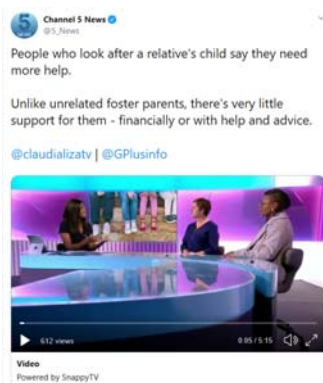 5
NEWS
Channel 5 News
@5_News
People who look after a relative's child say they need
more help.
Unlike unrelated foster parents, there's very little
support for them - financially or with help and advice.
@claudializatv | @GPlusinfo
612 views
0:05 / 5:15
Video
Powered by SnappyTV